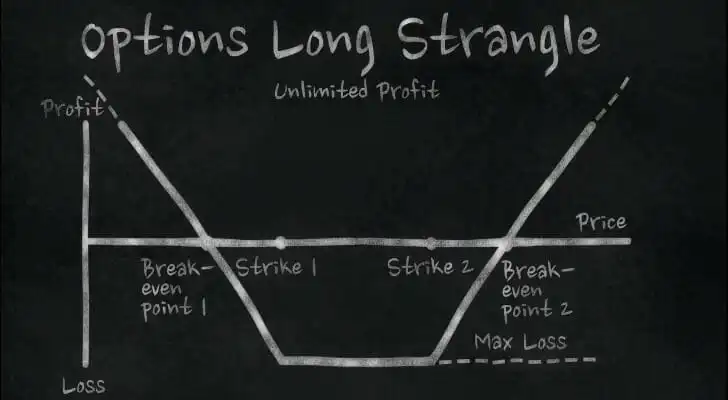 Options Long Strangle
Unlimited Profit
Profit
Price
Break-
even
point 1
Strike 1
Strike 2
Break-
even
point 2
Max Loss
Loss